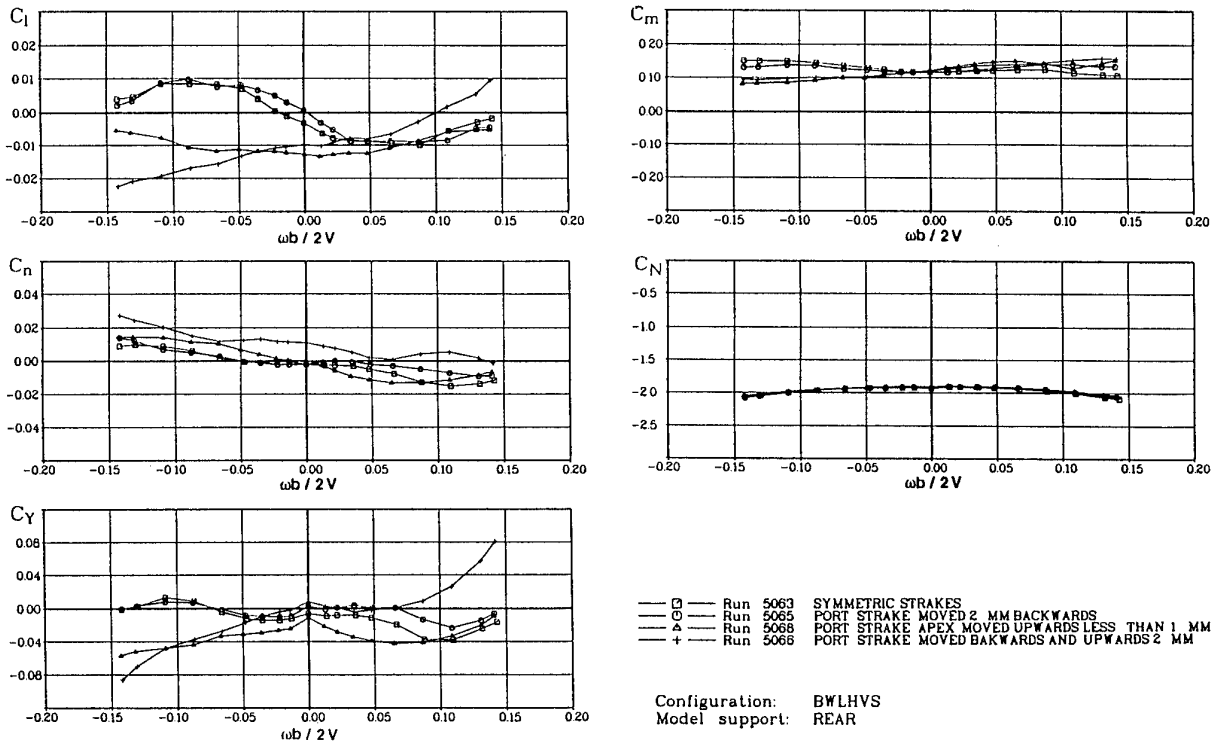 C_l
0.01
0.00
-0.01
-0.02
-0.20 -0.15 -0.10 -0.05 0.00 0.05 0.10 0.15 0.20
ωb / 2V
C_m
0.20
0.10
0.00
-0.10
-0.20
-0.20 -0.15 -0.10 -0.05 0.00 0.05 0.10 0.15 0.20
ωb / 2V
C_n
0.04
0.02
0.00
-0.02
-0.04
-0.20 -0.15 -0.10 -0.05 0.00 0.05 0.10 0.15 0.20
ωb / 2V
C_N
-0.5
-1.0
-1.5
-2.0
-2.5
-0.20 -0.15 -0.10 -0.05 0.00 0.05 0.10 0.15 0.20
ωb / 2V
C_Y
0.08
0.04
0.00
-0.04
-0.08
-0.20 -0.15 -0.10 -0.05 0.00 0.05 0.10 0.15 0.20
ωb / 2V
Run 5063 SYMMETRIC STRAKES
Run 5065 PORT STRAKE MOVED 2 MM BACKWARDS
Run 5068 PORT STRAKE APEX MOVED UPWARDS LESS THAN 1 MM
Run 5066 PORT STRAKE MOVED BAKWARDS AND UPWARDS 2 MM
Configuration: BWLHVS
Model support: REAR